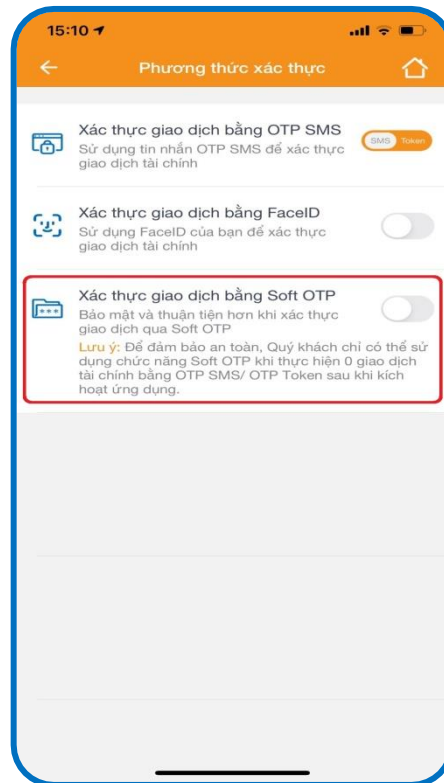 15:10
Phương thức xác thực
Xác thực giao dịch bằng OTP SMS
SMS Token
Sử dụng tin nhắn OTP SMS để xác thực
giao dịch tài chính
Xác thực giao dịch bằng FaceID
Sử dụng FaceID của bạn để xác thực
giao dịch tài chính
Xác thực giao dịch bằng Soft OTP
Bảo mật và thuận tiện hơn khi xác thực
giao dịch qua Soft OTP
Lưu ý: Để đảm bảo an toàn, Quý khách chỉ có thể sử
dụng chức năng Soft OTP khi thực hiện 0 giao dịch
tài chính bằng OTP SMS/ OTP Token sau khi kích
hoạt ứng dụng.